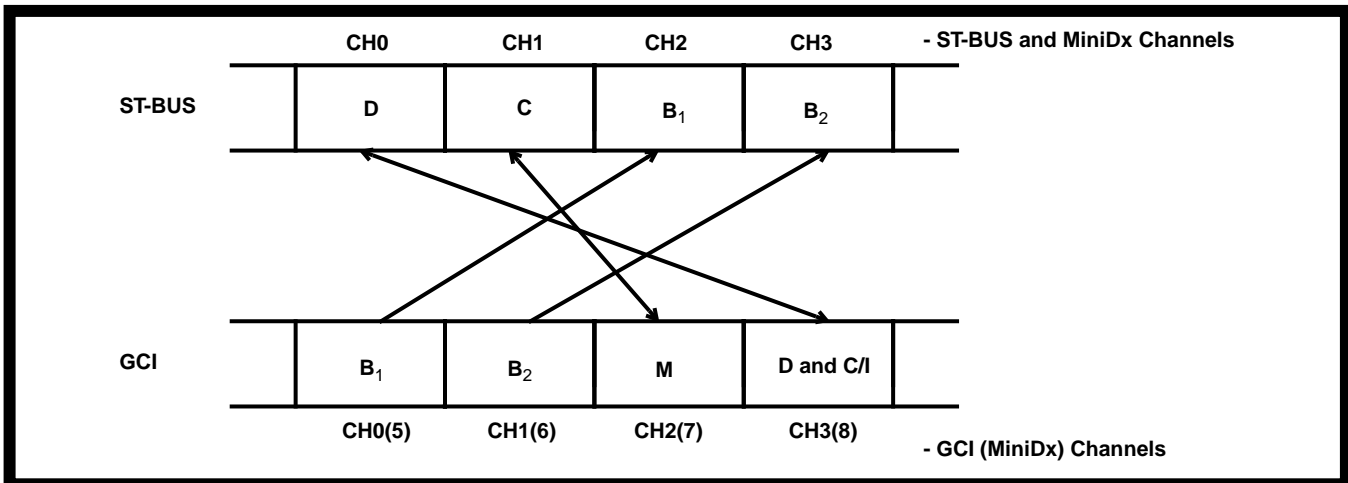 CH0 CH1 CH2 CH3 - ST-BUS and MiniDx Channels
ST-BUS D C B₁ B₂
GCI B₁ B₂ M D and C/I
CH0(5) CH1(6) CH2(7) CH3(8)
- GCI (MiniDx) Channels